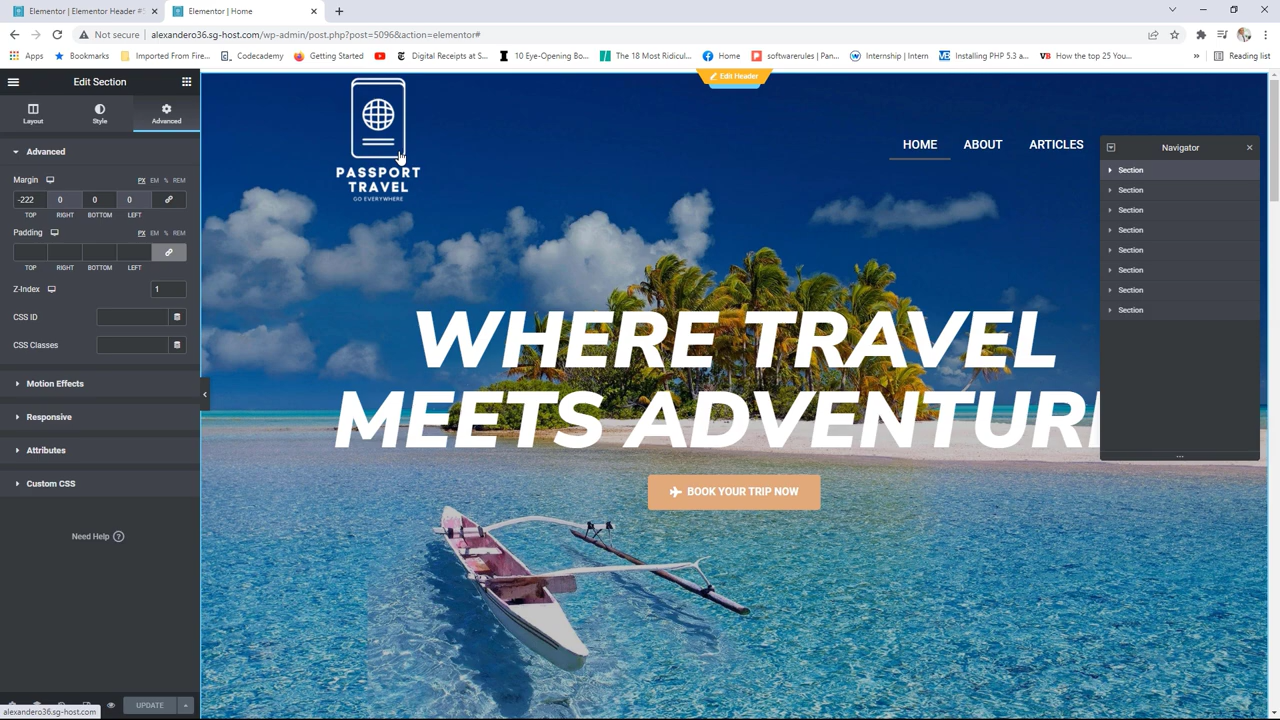 Elementor | Elementor Header #
Elementor | Home
Not secure
alexandero36.sg-host.com/wp-admin/post.php?post=5096&action=elementor#
Apps
Bookmarks
Imported From Fire...
Codecademy
Getting Started
Digital Receipts at S...
10 Eye-Opening Bo...
The 18 Most Ridicul...
Home
softwarerules | Pan...
Internship | Intern
Installing PHP 5.3 a...
How the top 25 You...
»
Reading list
Edit Section
Layout
Style
Advanced
Advanced
Margin
PX EM % REM
-222 0 0 0
TOP RIGHT BOTTOM LEFT
Padding
PX EM % REM
TOP RIGHT BOTTOM LEFT
Z-Index
1
CSS ID
CSS Classes
Motion Effects
Responsive
Attributes
Custom CSS
Need Help ?
UPDATE
alexandero36.sg-host.com
Edit Header
PASSPORT
TRAVEL
GO EVERYWHERE
HOME
ABOUT
ARTICLES
WHERE TRAVEL
MEETS ADVENTUR
BOOK YOUR TRIP NOW
Navigator
Section
Section
Section
Section
Section
Section
Section
Section